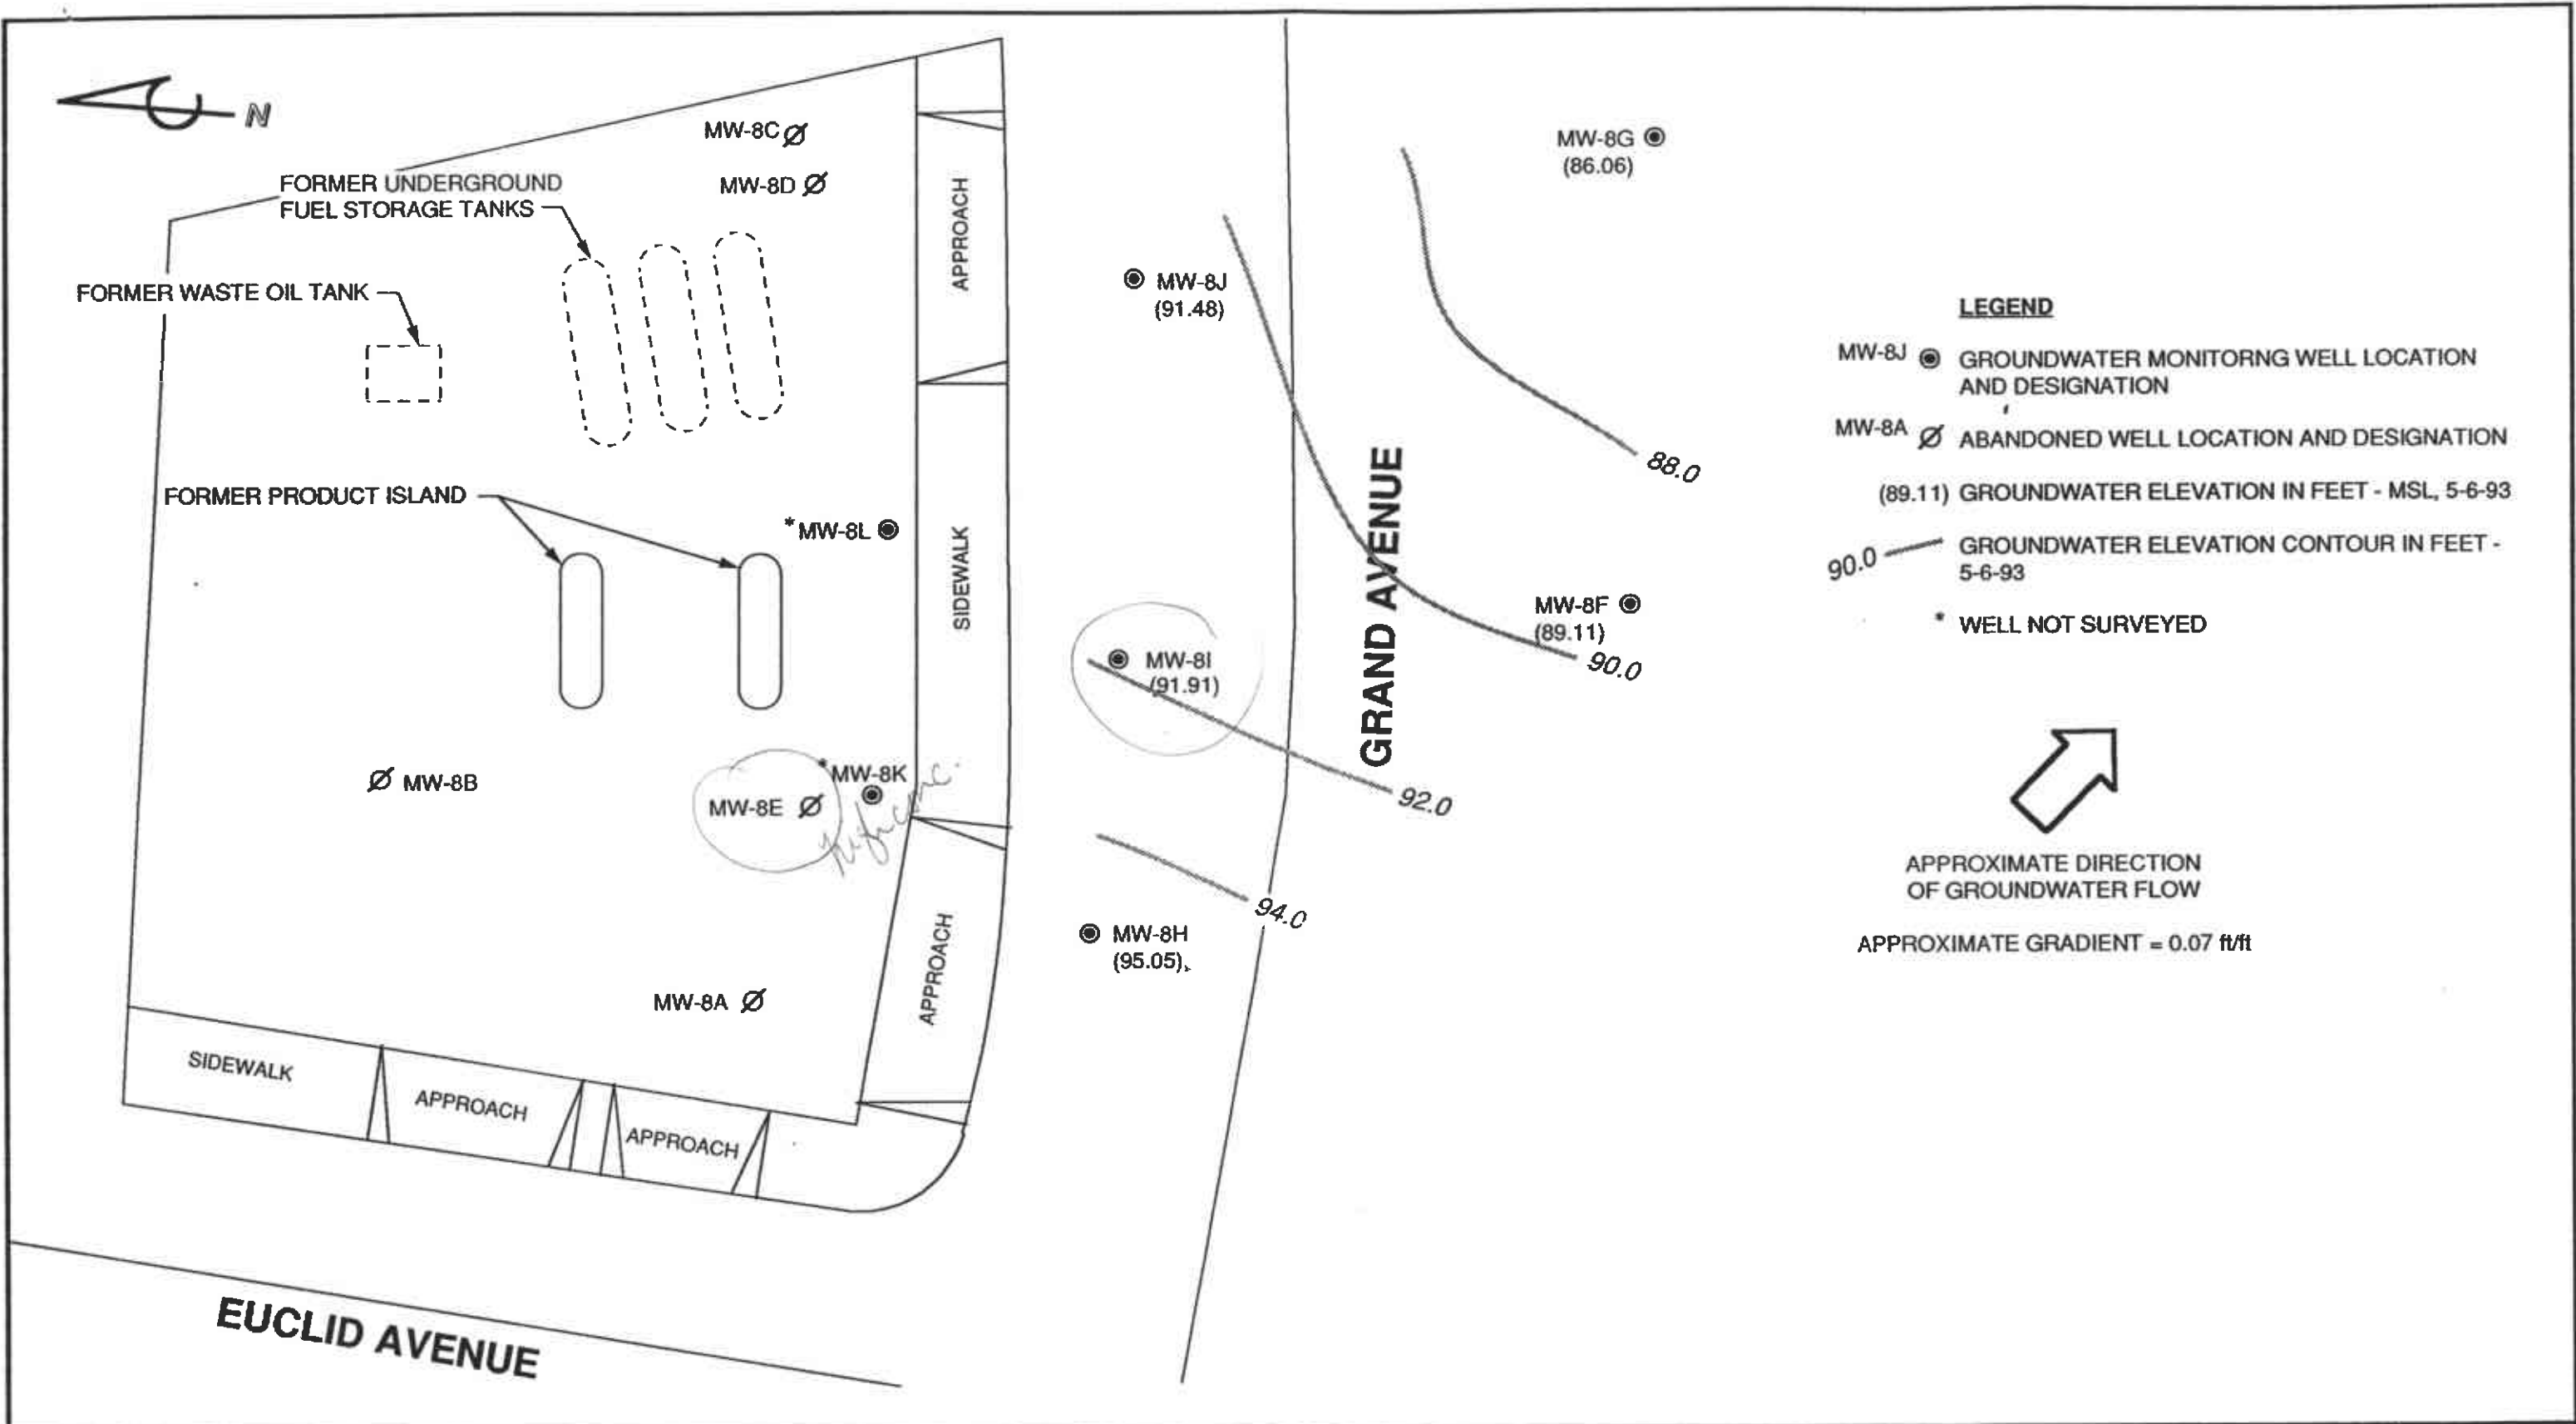 N
MW-8C
MW-8D
FORMER UNDERGROUND
FUEL STORAGE TANKS
FORMER WASTE OIL TANK
FORMER PRODUCT ISLAND
*MW-8L
MW-8B
*MW-8K
MW-8E
MW-8A
APPROACH
SIDEWALK
APPROACH
SIDEWALK
APPROACH
APPROACH
EUCLID AVENUE
MW-8G
(86.06)
MW-8J
(91.48)
88.0
MW-8F
(89.11)
90.0
MW-8I
(91.91)
92.0
94.0
MW-8H
(95.05)
GRAND AVENUE
LEGEND
MW-8J GROUNDWATER MONITORNG WELL LOCATION
AND DESIGNATION
MW-8A ABANDONED WELL LOCATION AND DESIGNATION
(89.11) GROUNDWATER ELEVATION IN FEET - MSL, 5-6-93
90.0 GROUNDWATER ELEVATION CONTOUR IN FEET -
5-6-93
* WELL NOT SURVEYED
APPROXIMATE DIRECTION
OF GROUNDWATER FLOW
APPROXIMATE GRADIENT = 0.07 ft/ft